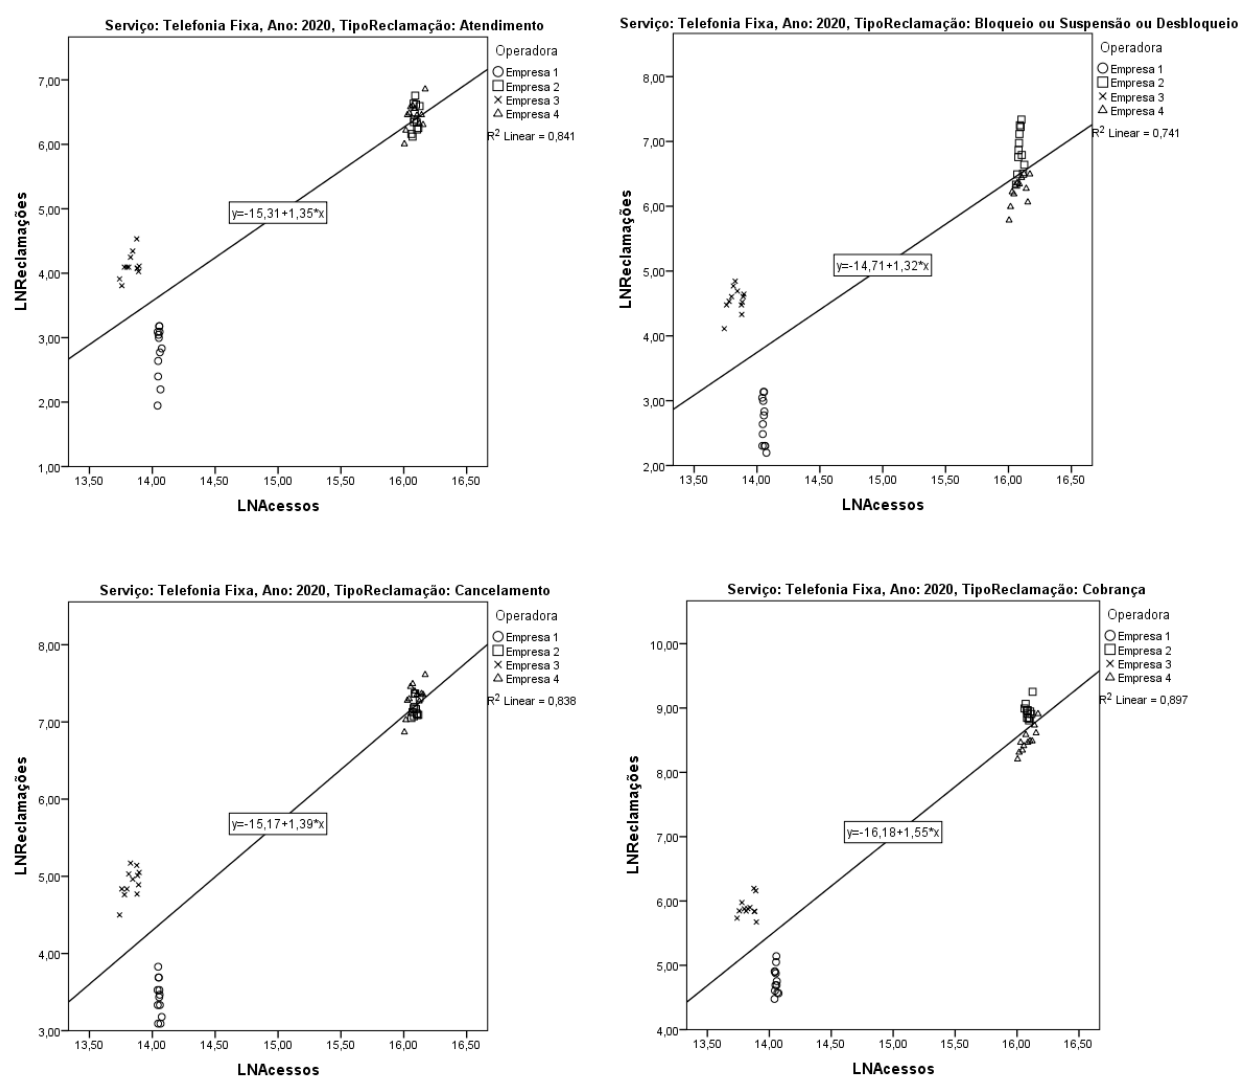 Serviço: Telefonia Fixa, Ano: 2020, TipoReclamação: Atendimento
Operadora
Empresa 1
Empresa 2
Empresa 3
Empresa 4
R² Linear = 0,841
7,00
6,00
5,00
4,00
3,00
2,00
1,00
LNReclamações
y=-15,31+1,35*x
13,50 14,00 14,50 15,00 15,50 16,00 16,50
LNAcessos
Serviço: Telefonia Fixa, Ano: 2020, TipoReclamação: Bloqueio ou Suspensão ou Desbloqueio
Operadora
Empresa 1
Empresa 2
Empresa 3
Empresa 4
R² Linear = 0,741
8,00
7,00
6,00
5,00
4,00
3,00
2,00
LNReclamações
y=-14,71+1,32*x
13,50 14,00 14,50 15,00 15,50 16,00 16,50
LNAcessos
Serviço: Telefonia Fixa, Ano: 2020, TipoReclamação: Cancelamento
Operadora
Empresa 1
Empresa 2
Empresa 3
Empresa 4
R² Linear = 0,838
8,00
7,00
6,00
5,00
4,00
3,00
LNReclamações
y=-15,17+1,39*x
13,50 14,00 14,50 15,00 15,50 16,00 16,50
LNAcessos
Serviço: Telefonia Fixa, Ano: 2020, TipoReclamação: Cobrança
Operadora
Empresa 1
Empresa 2
Empresa 3
Empresa 4
R² Linear = 0,897
10,00
9,00
8,00
7,00
6,00
5,00
4,00
LNReclamações
y=-16,18+1,55*x
13,50 14,00 14,50 15,00 15,50 16,00 16,50
LNAcessos